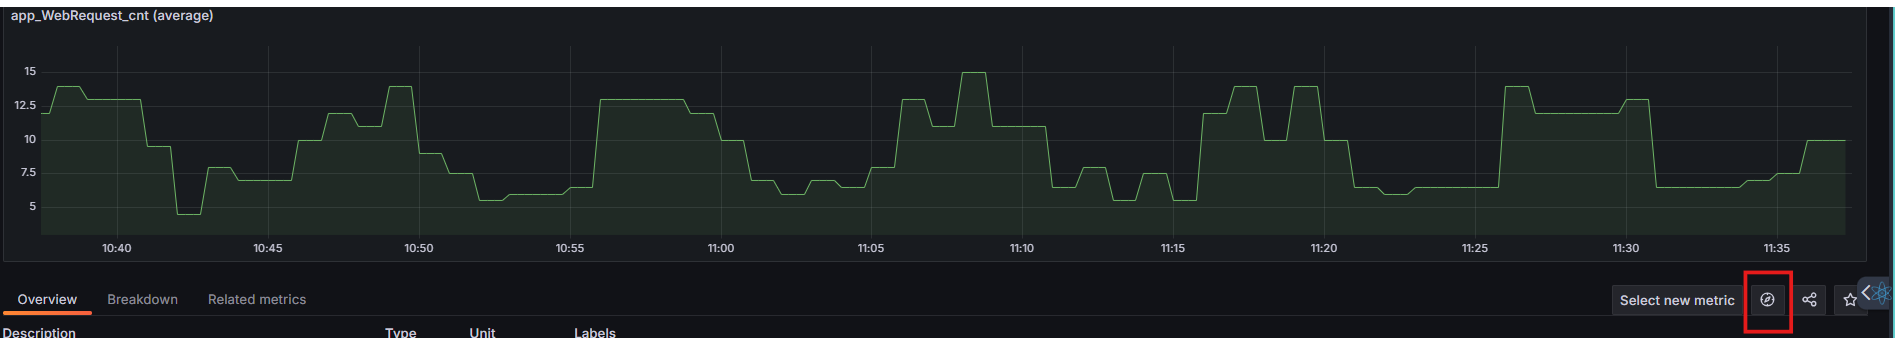 app_WebRequest_cnt (average)
15
12.5
10
7.5
5
10:40 10:45 10:50 10:55 11:00 11:05 11:10 11:15 11:20 11:25 11:30 11:35
Overview Breakdown Related metrics Select new metric
Description Type Unit Labels